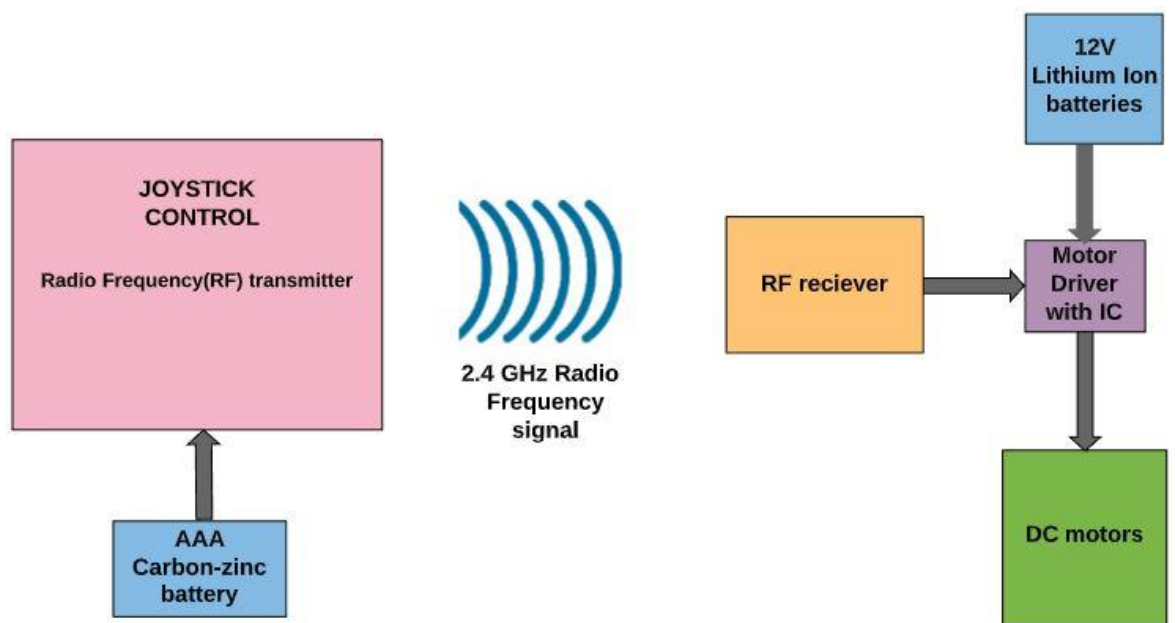 12V
Lithium Ion
batteries
JOYSTICK
CONTROL
Radio Frequency(RF) transmitter
RF reciever
Motor
Driver
with IC
2.4 GHz Radio
Frequency
signal
AAA
Carbon-zinc
battery
DC motors